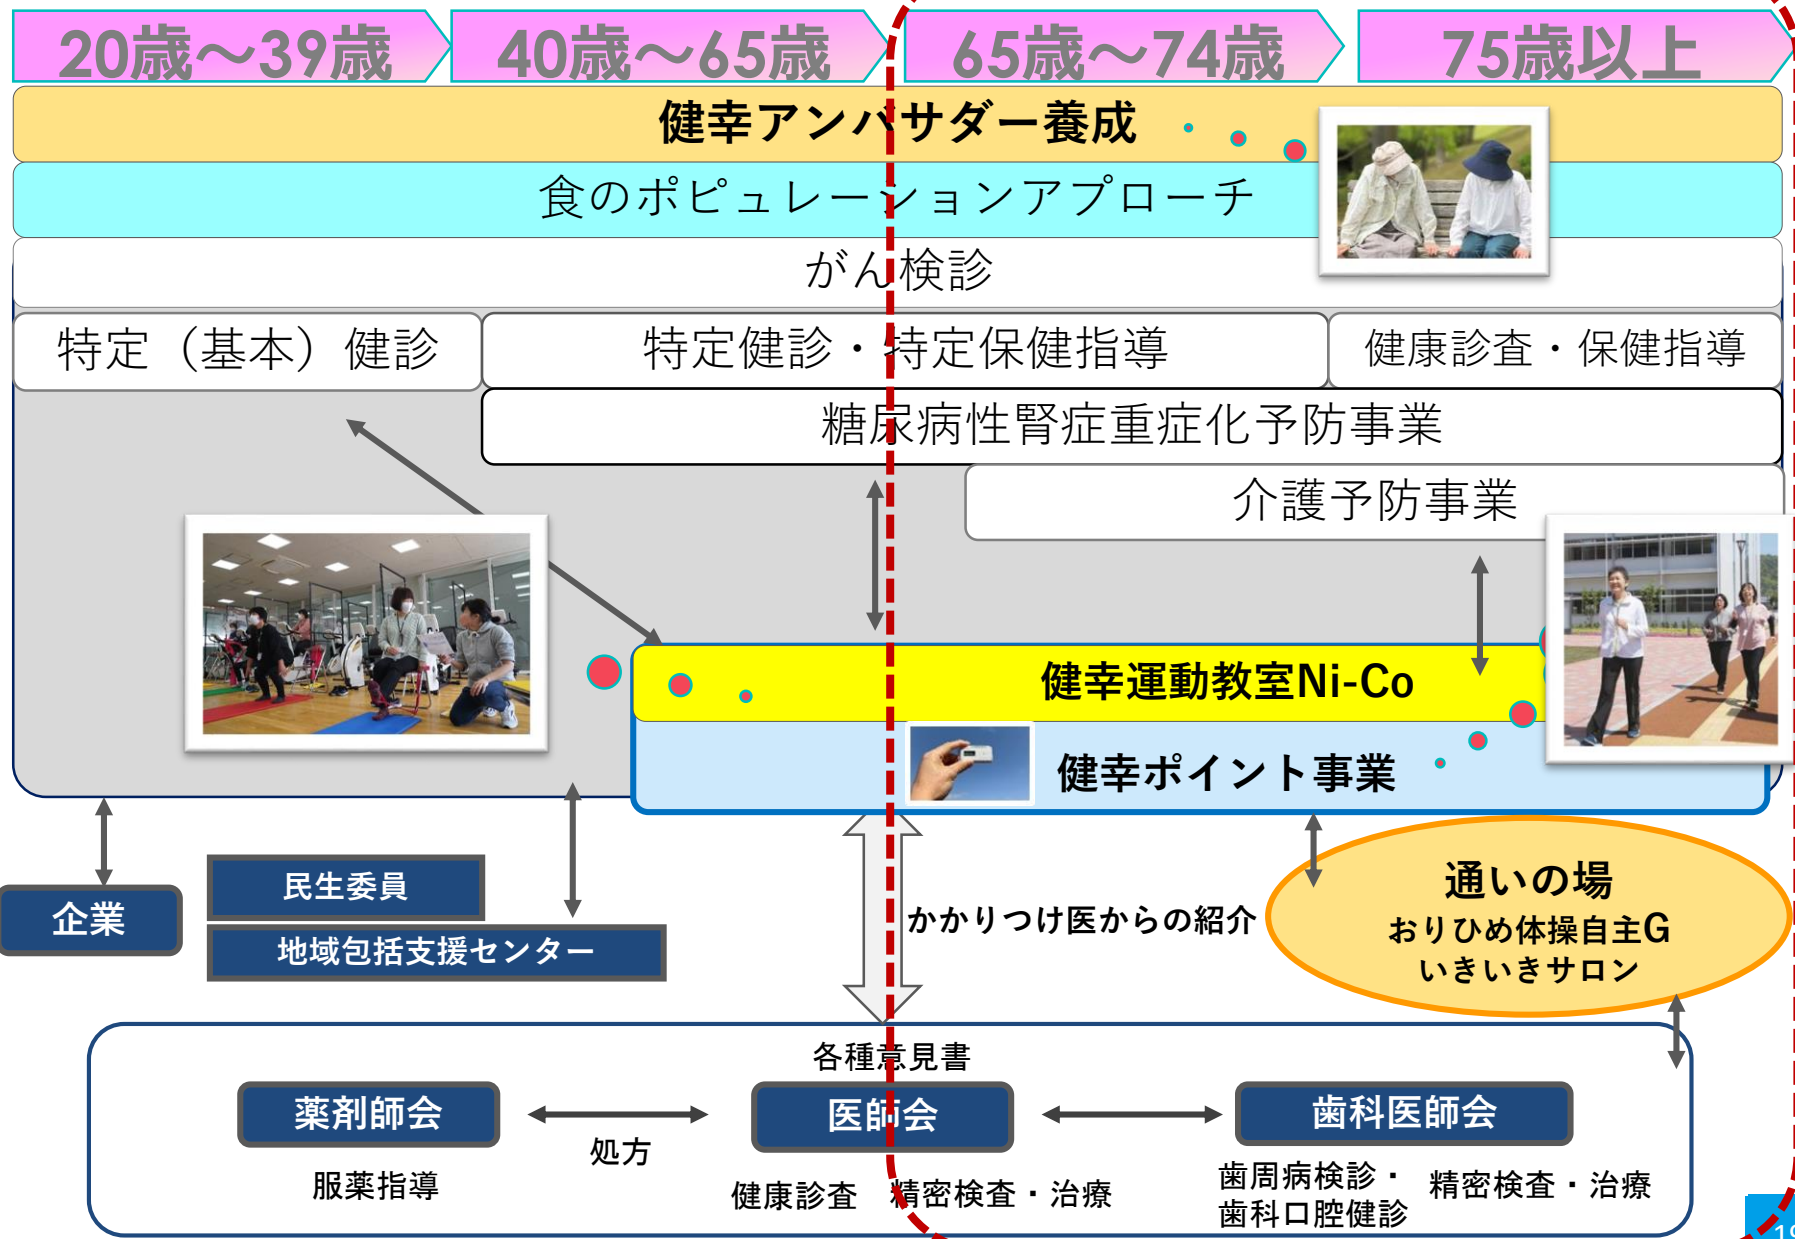 20歳～39歳
40歳～65歳
65歳～74歳
75歳以上
健幸アンバサダー養成
食のポピュレーションアプローチ
がん検診
特定（基本）健診
特定健診・特定保健指導
健康診査・保健指導
糖尿病性腎症重症化予防事業
介護予防事業
健幸運動教室Ni-Co
健幸ポイント事業
企業
民生委員
地域包括支援センター
かかりつけ医からの紹介
通いの場
おりひめ体操自主G
いきいきサロン
各種意見書
薬剤師会
医師会
歯科医師会
処方
服薬指導
健康診査
精密検査・治療
歯周病検診・
歯科口腔健診
精密検査・治療